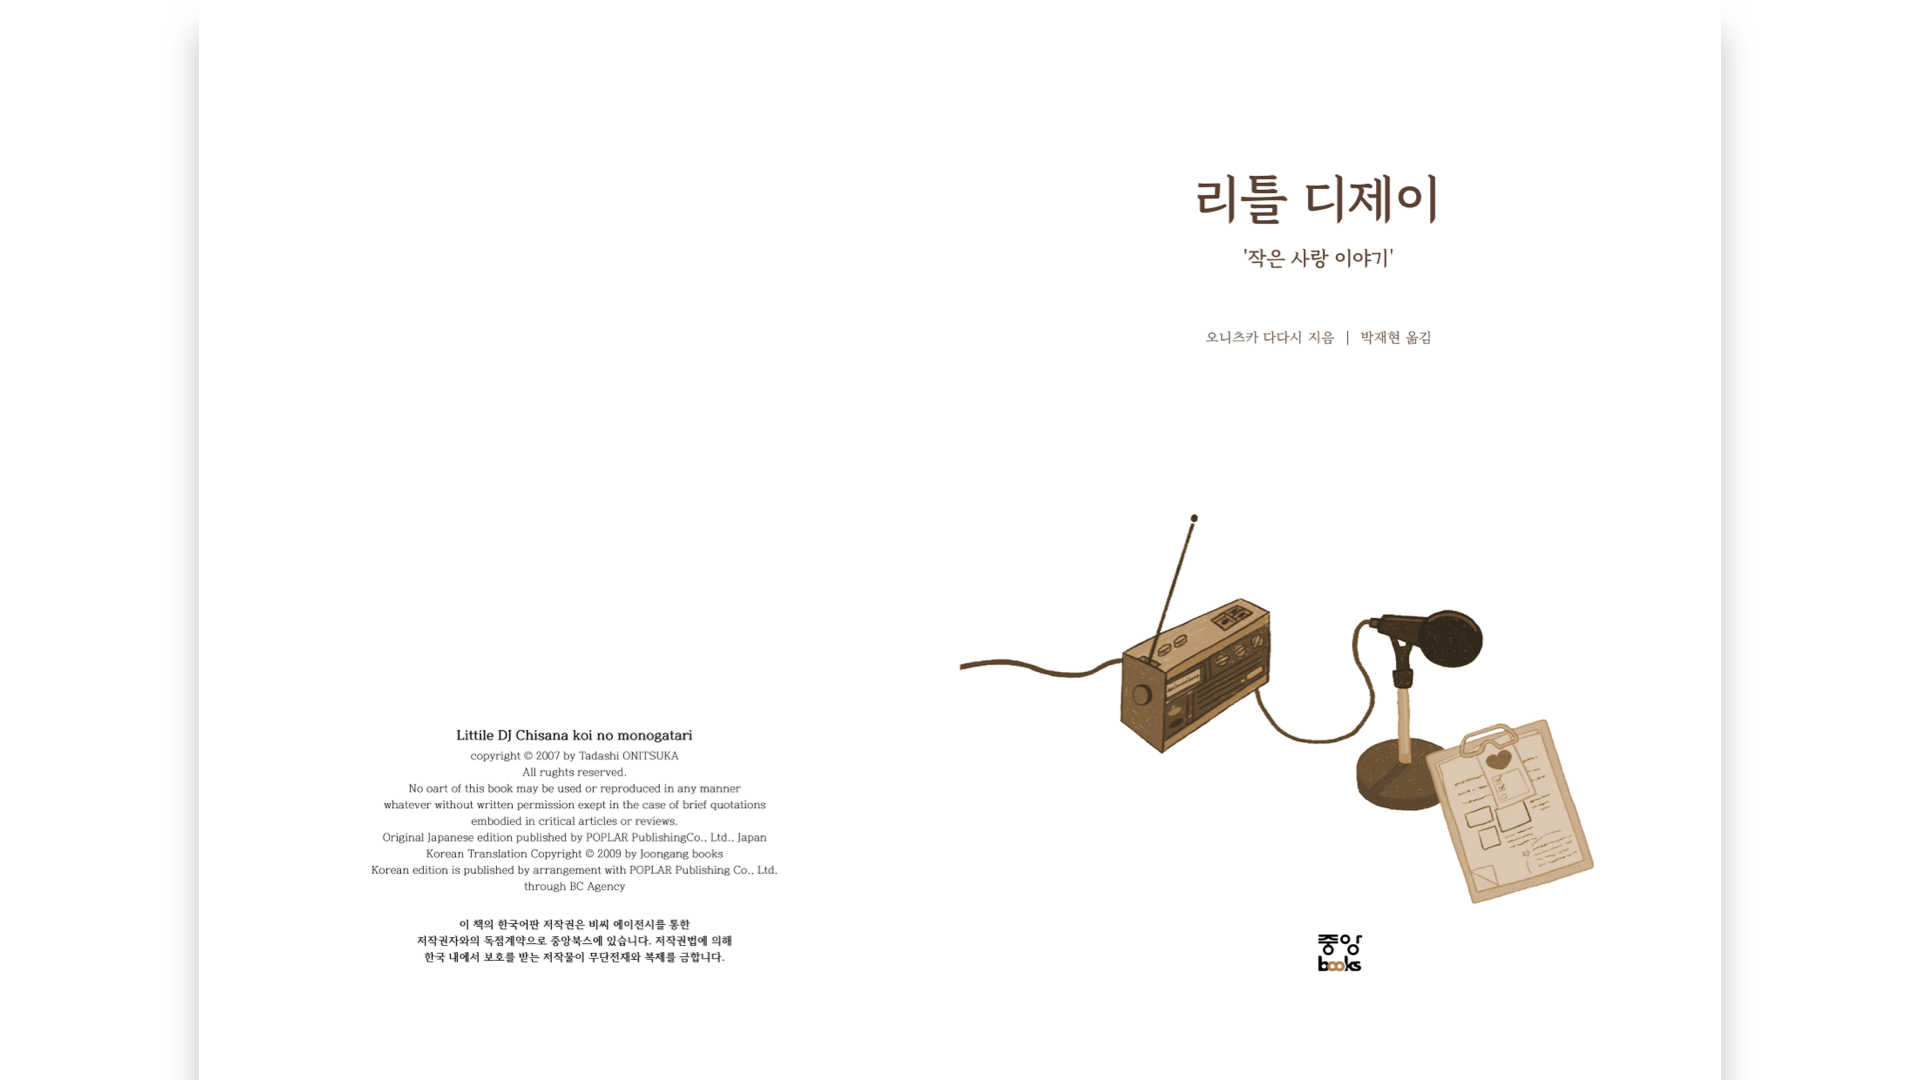 Littile DJ Chisana koi no monogatari
copyright © 2007 by Tadashi ONITSUKA
All rughts reserved.
No oart of this book may be used or reproduced in any manner
whatever without written permission exept in the case of brief quotations
embodied in critical articles or reviews.
Original Japanese edition published by POPLAR PublishingCo., Ltd., Japan
Korean Translation Copyright © 2009 by Joongang books
Korean edition is published by arrangement with POPLAR Publishing Co., Ltd.
through BC Agency
이 책의 한국어판 저작권은 비씨 에이전시를 통한
저작권자와의 독점계약으로 중앙북스에 있습니다. 저작권법에 의해
한국 내에서 보호를 받는 저작물이 무단전재와 복제를 금합니다.
리틀 디제이
'작은 사랑 이야기'
오니츠카 다다시 지음 | 박재현 옮김
중앙
books